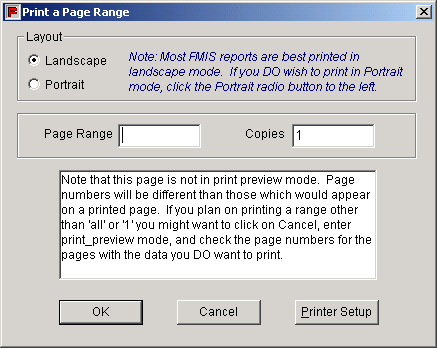 Print a Page Range
Layout
Landscape
Portrait
Note: Most FMIS reports are best printed in
landscape mode. If you DO wish to print in Portrait
mode, click the Portrait radio button to the left.
Page Range
Copies 1
Note that this page is not in print preview mode. Page
numbers will be different than those which would appear
on a printed page. If you plan on printing a range other
than 'all' or '1' you might want to click on Cancel, enter
print_preview mode, and check the page numbers for the
pages with the data you DO want to print.
OK Cancel Printer Setup